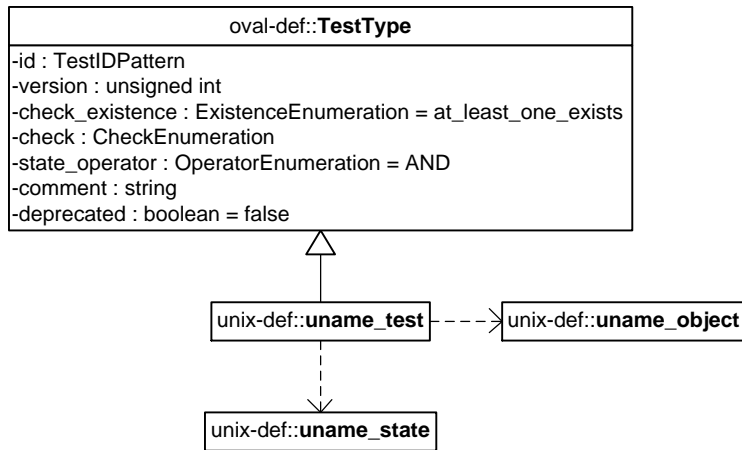 oval-def::TestType
-id : TestIDPattern
-version : unsigned int
-check_existence : ExistenceEnumeration = at_least_one_exists
-check : CheckEnumeration
-state_operator : OperatorEnumeration = AND
-comment : string
-deprecated : boolean = false
unix-def::uname_test
unix-def::uname_object
unix-def::uname_state